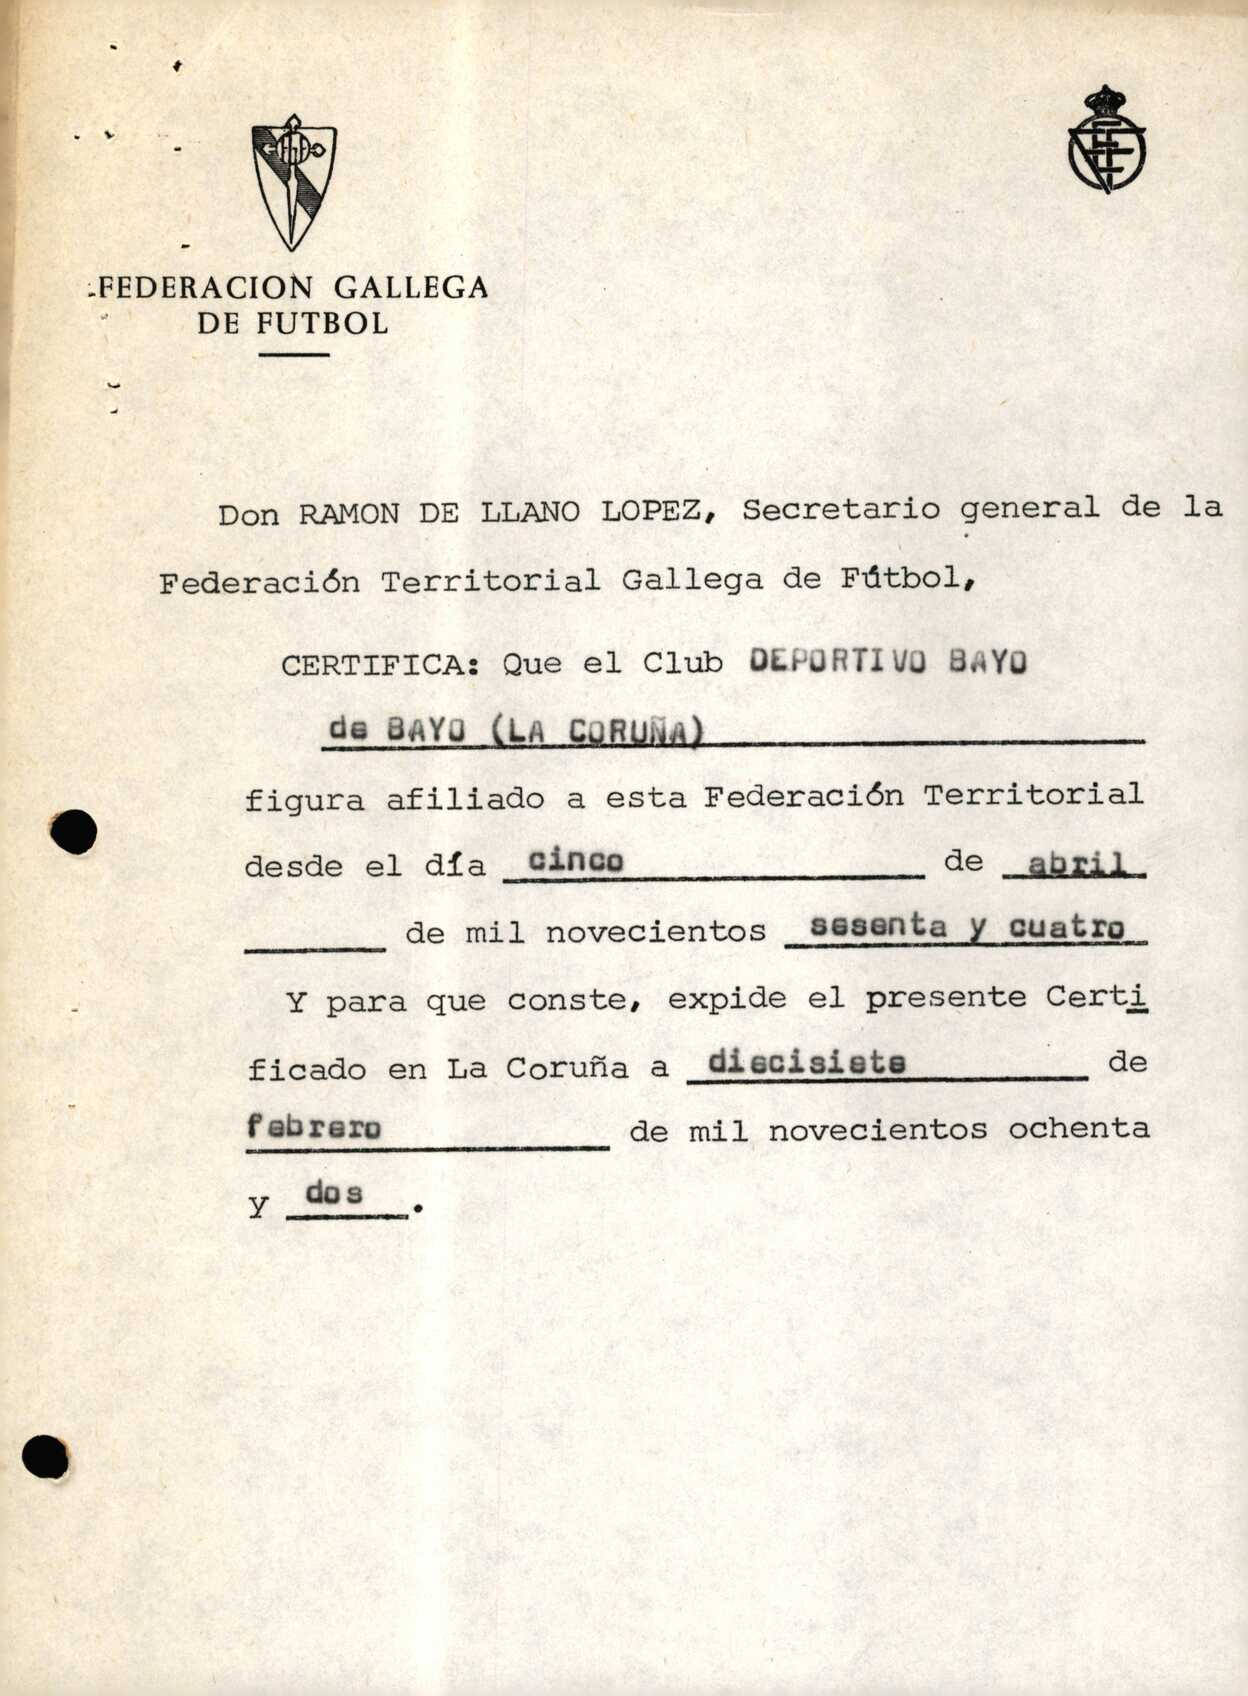 FEDERACION GALLEGA
DE FUTBOL
Don RAMON DE LLANO LOPEZ, Secretario general de la
Federación Territorial Gallega de Fútbol,
CERTIFICA: Que el Club DEPORTIVO BAYO
de BAYO (LA CORUÑA)
figura afiliado a esta Federación Territorial
desde el día cinco de abril
de mil novecientos sesenta y cuatro
Y para que conste, expide el presente Certi
ficado en La Coruña a diecisiete de
febrero de mil novecientos ochenta
y dos.